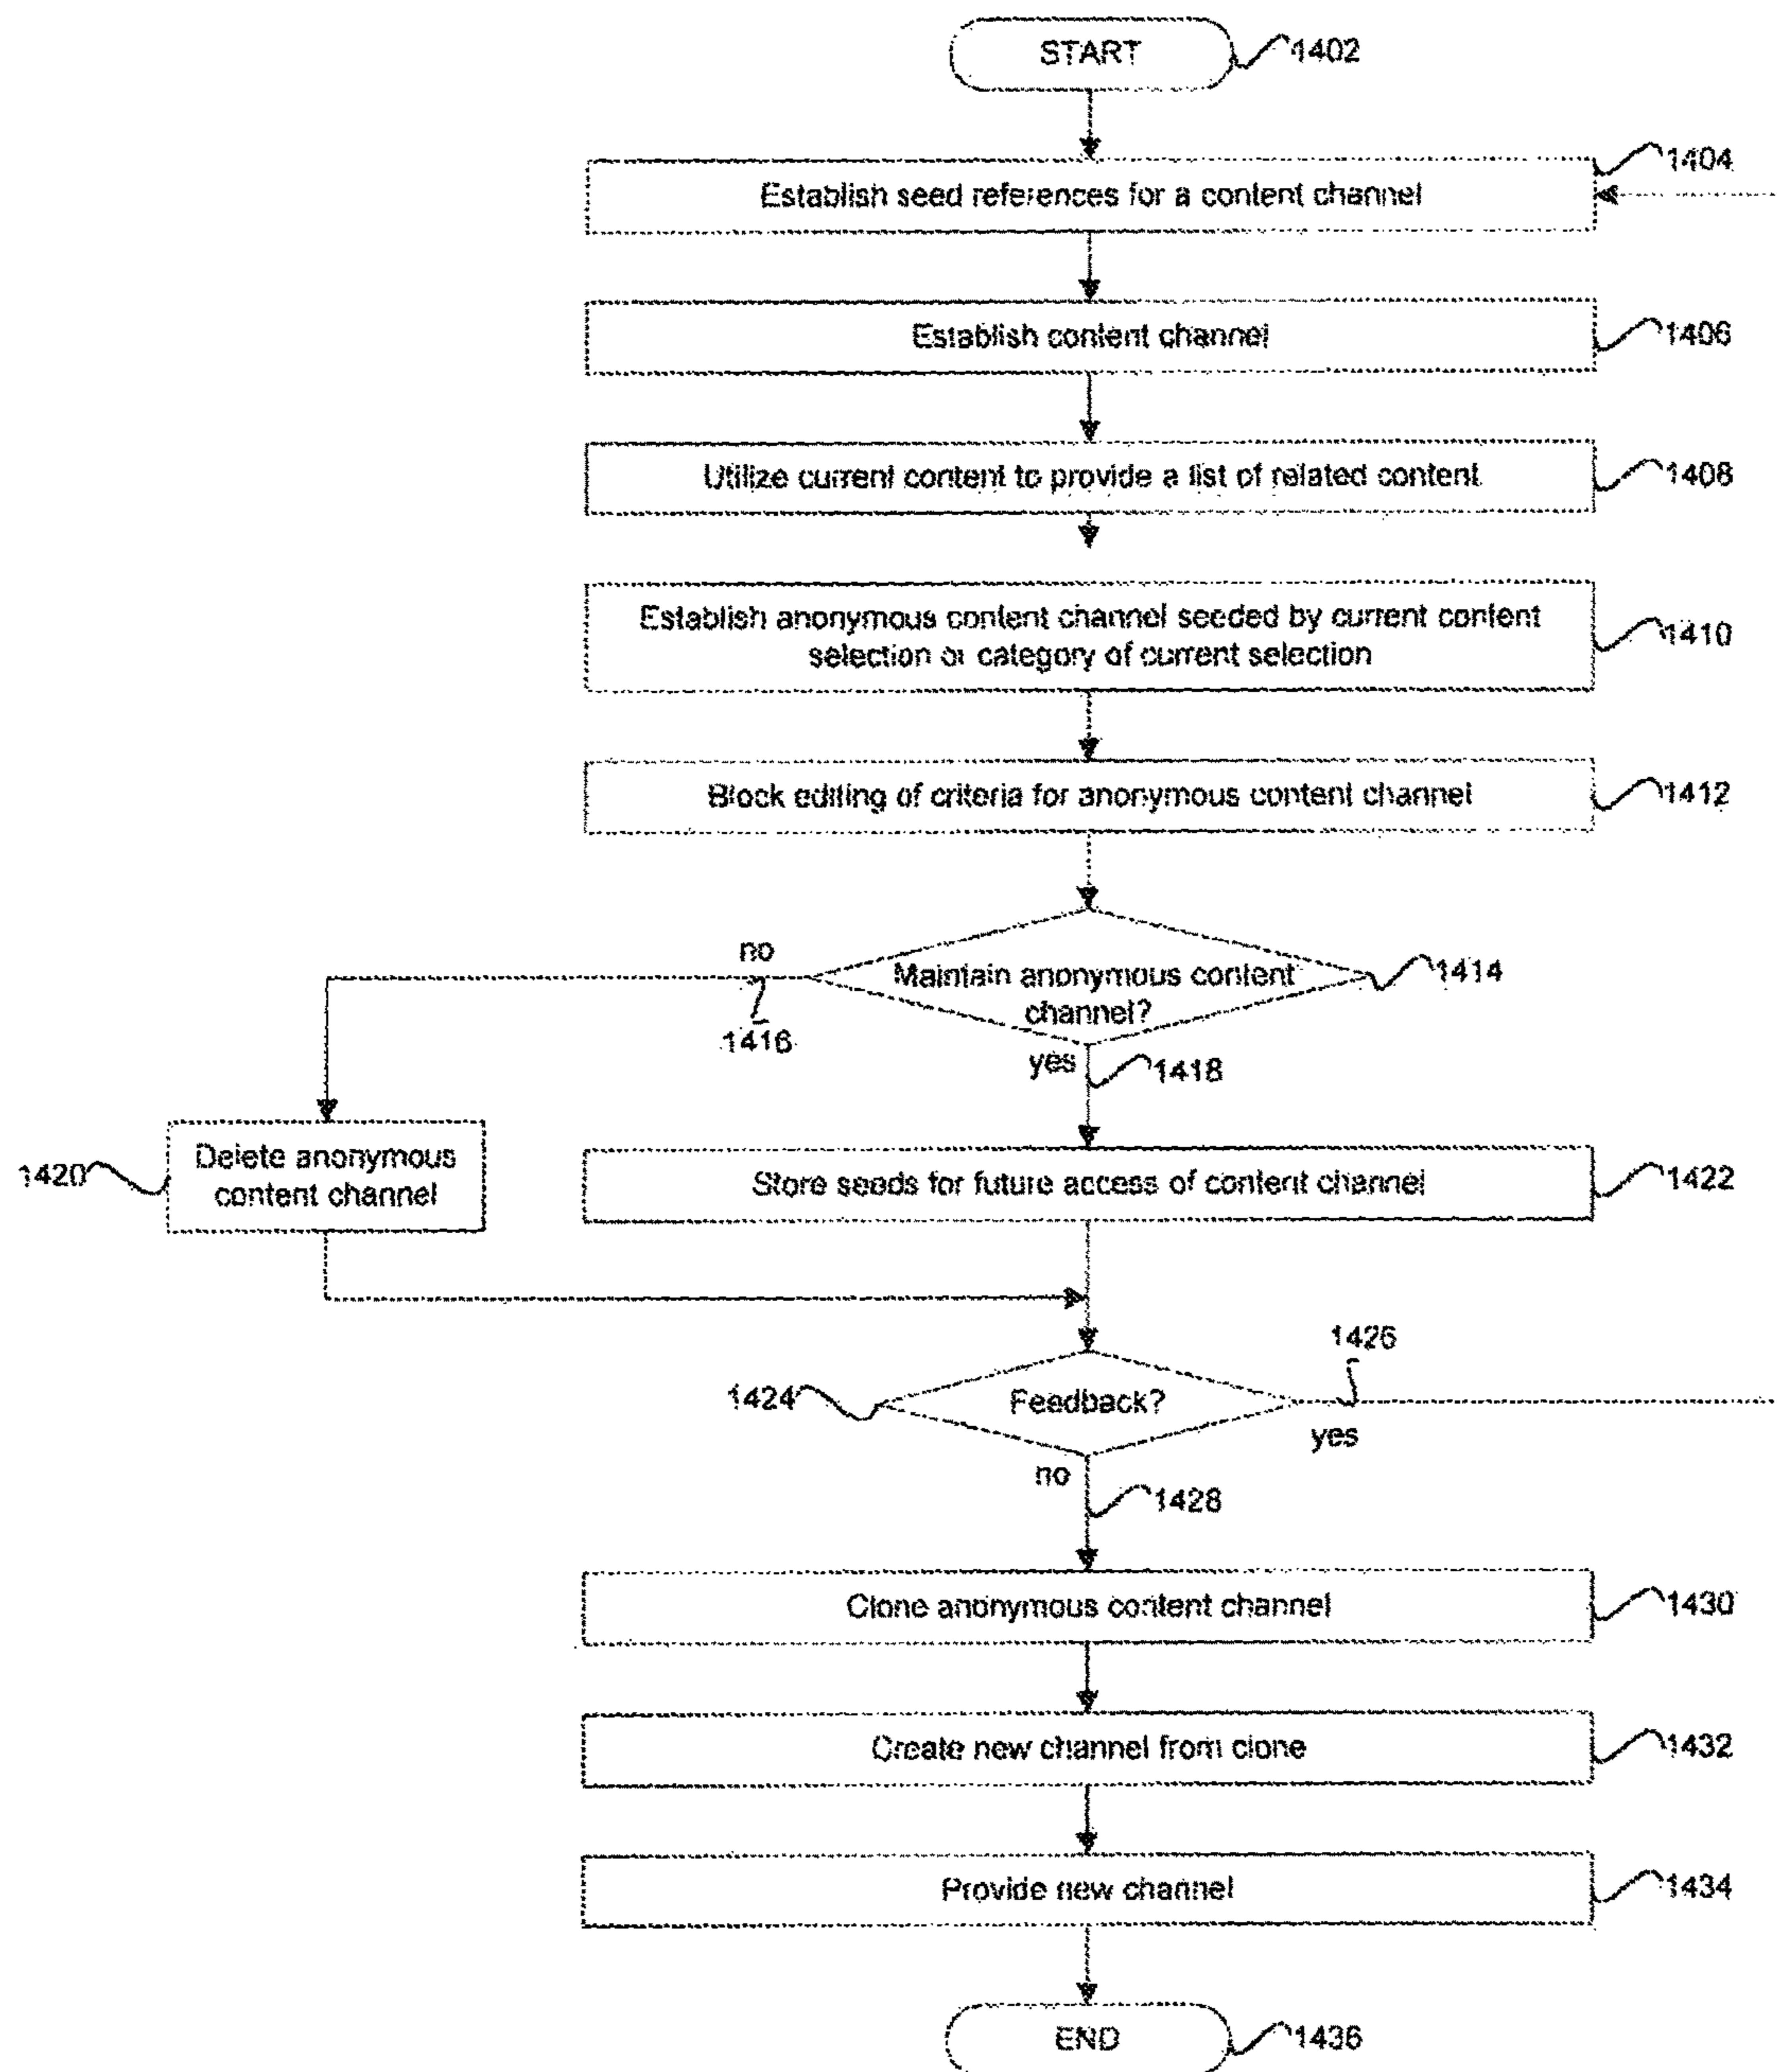 START
1402
1404
Establish seed references for a content channel
Establish content channel
1406
Utilize current content to provide a list of related content
1408
Establish anonymous content channel seeded by current content
selection or category of current selection
1410
Block editing of criteria for anonymous content channel
1412
no
Maintain anonymous content
channel?
1414
1416
yes
1418
Delete anonymous
content channel
1420
Store seeds for future access of content channel
1422
1426
1424
Feedback?
yes
no
1428
Clone anonymous content channel
1430
Create new channel from clone
1432
Provide new channel
1434
END
1436